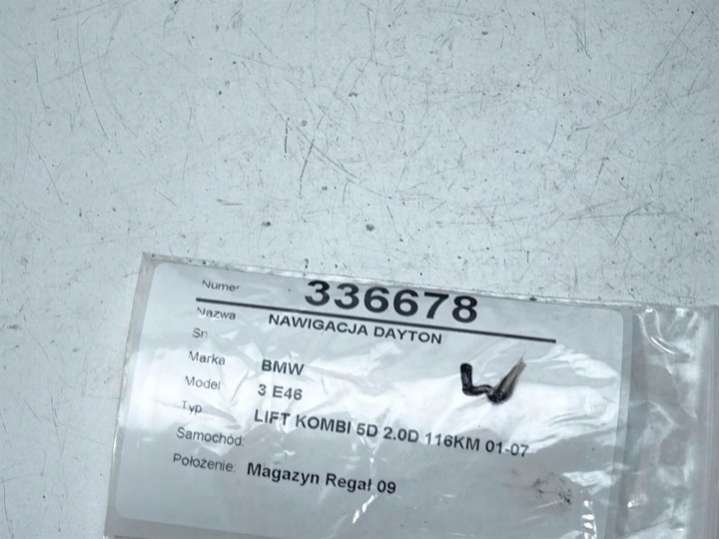 Numer 336678
Nazwa NAWIGACJA DAYTON
Sn
Marka BMW
Model 3 E46
Typ LIFT KOMBI 5D 2.0D 116KM 01-07
Samochód:
Położenie: Magazyn Regał 09